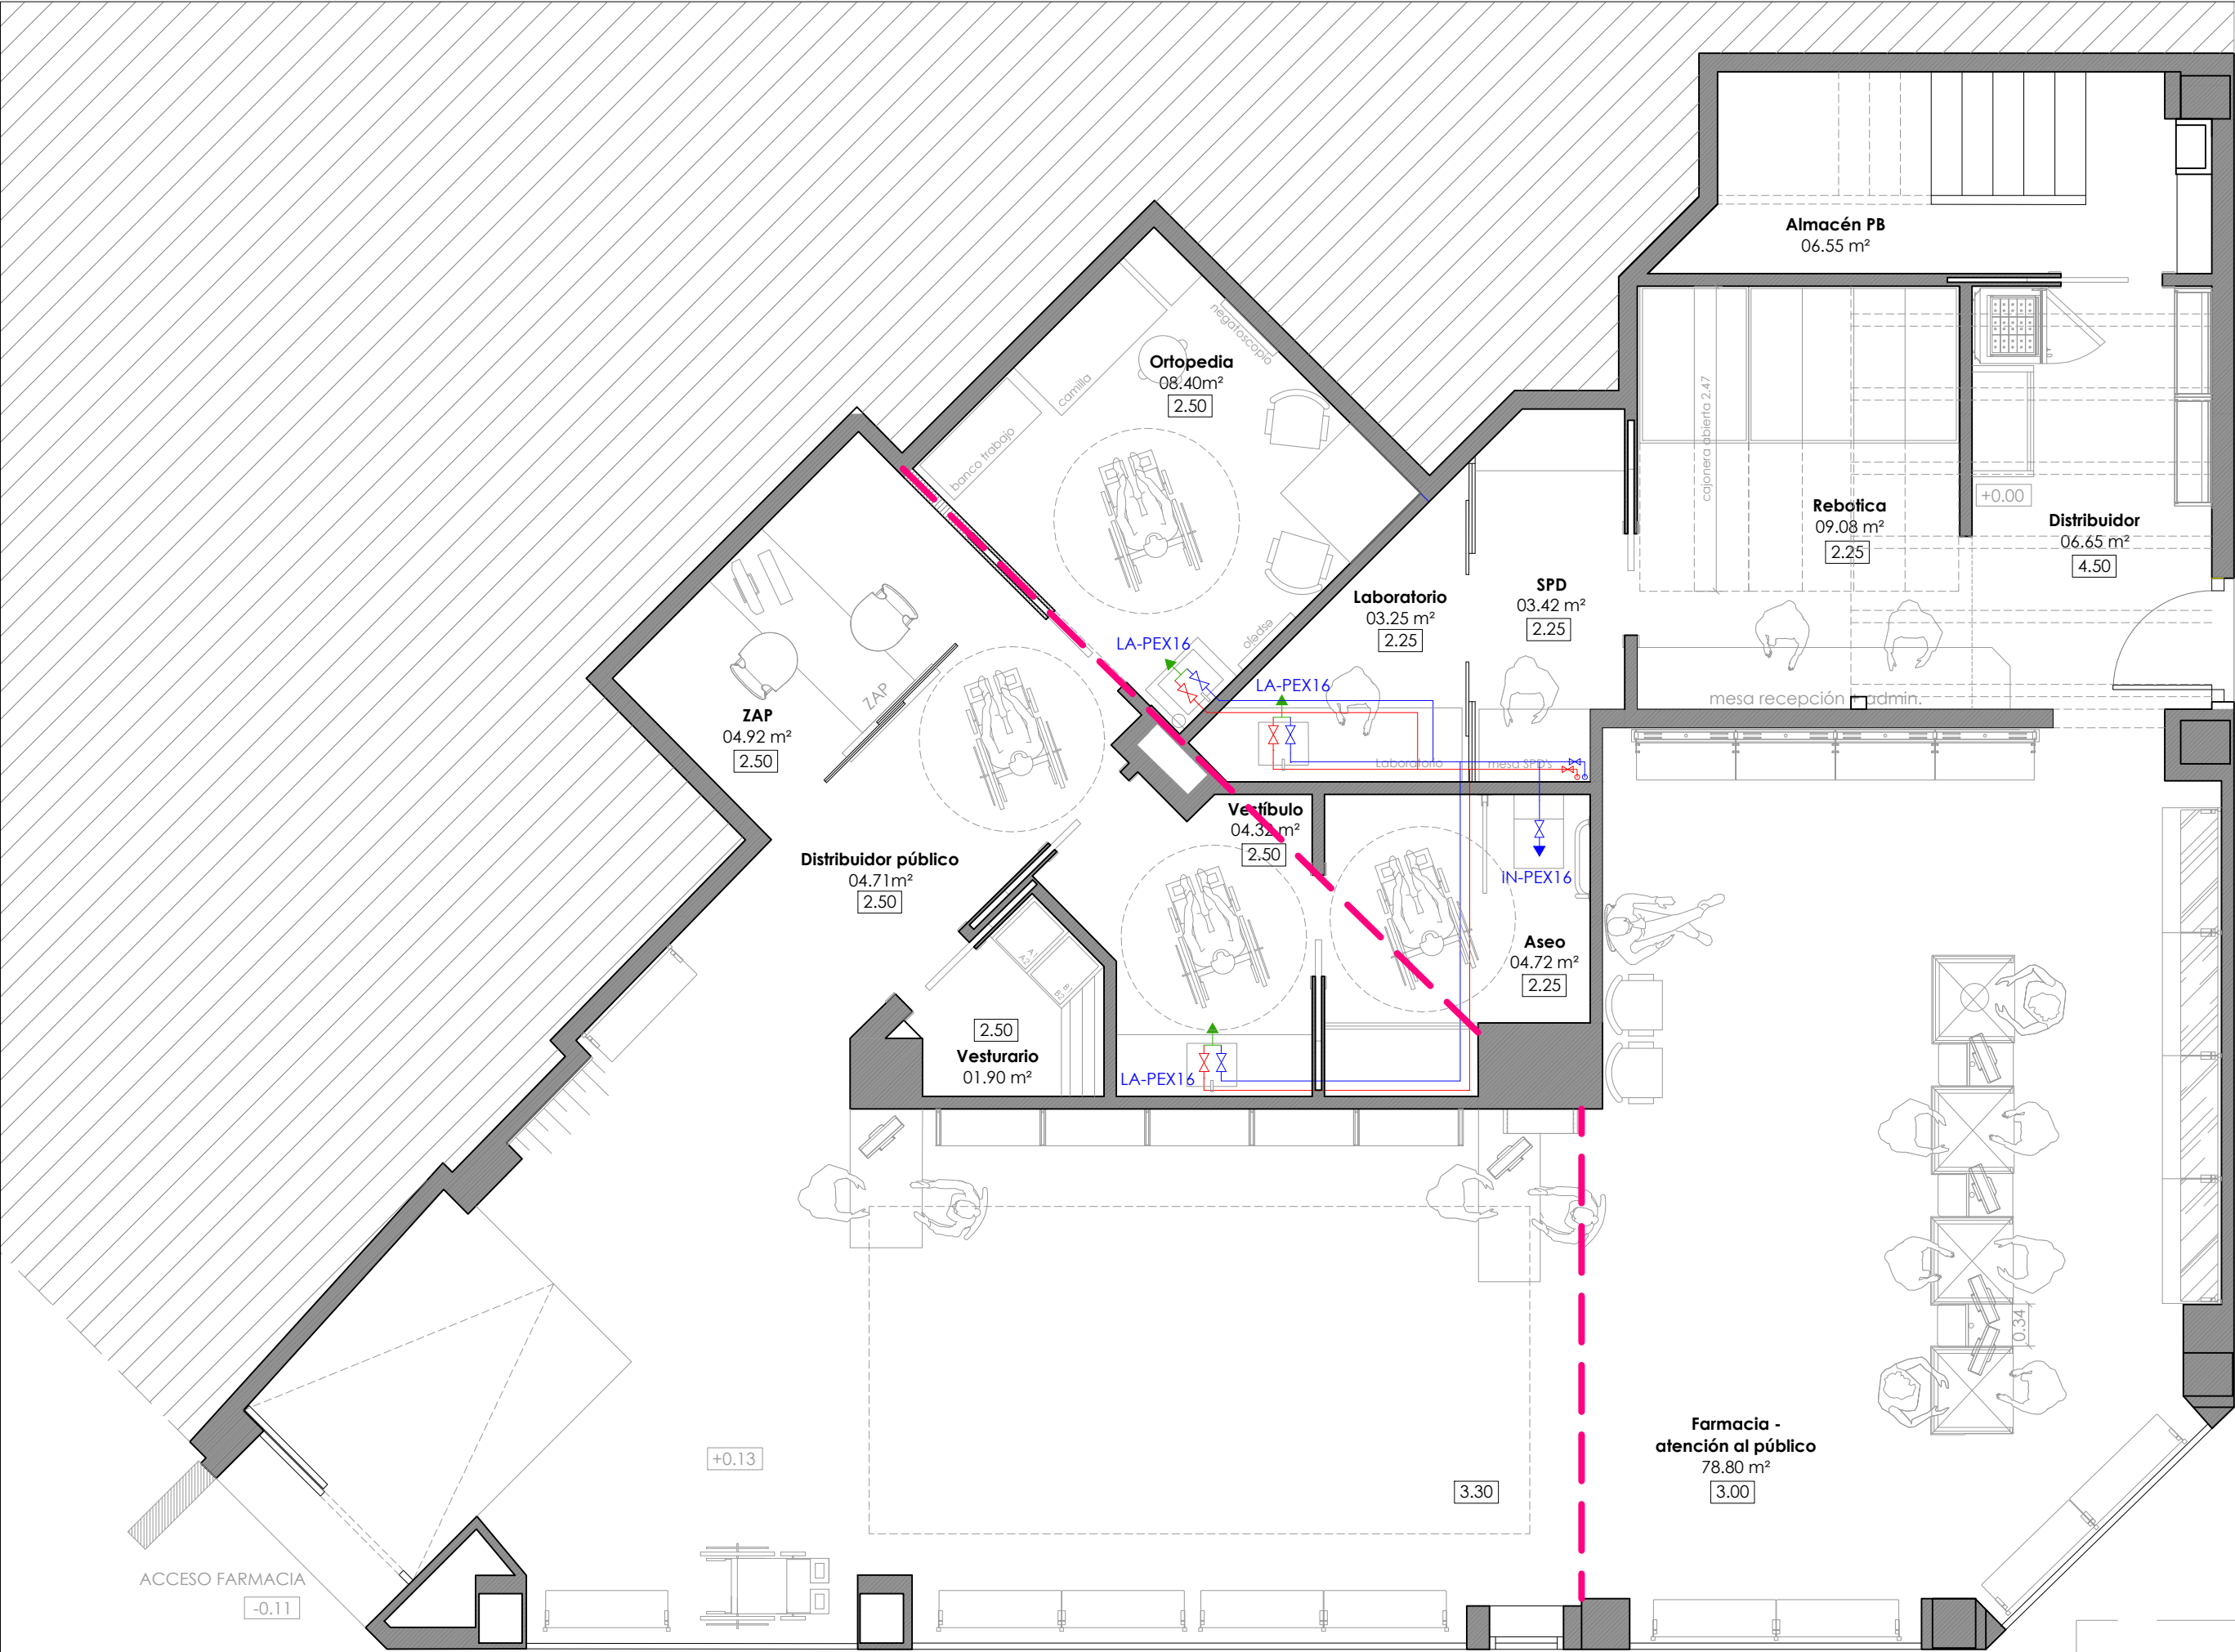 Almacén PB
06.55 m²
negatoscopio
Ortopedia
08.40m²
2.50
camilla
banco trabajo
cajonera abierta 2.47
+0.00
Rebotica
09.08 m²
2.25
Distribuidor
06.65 m²
4.50
SPD
03.42 m²
2.25
Laboratorio
03.25 m²
2.25
espejo
LA-PEX16
LA-PEX16
ZAP
ZAP
04.92 m²
2.50
mesa recepción + admin.
Laboratorio
mesa SPD's
Vestíbulo
04.32 m²
2.50
Distribuidor público
04.71m²
2.50
IN-PEX16
Aseo
04.72 m²
2.25
A1
A2
B1
B2
2.50
Vesturario
01.90 m²
LA-PEX16
0.34
Farmacia -
atención al público
78.80 m²
3.00
3.30
+0.13
ACCESO FARMACIA
-0.11